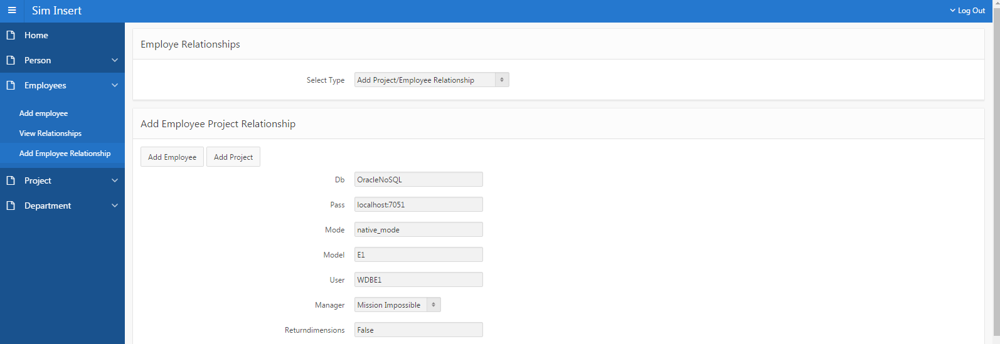 Sim Insert
Log Out
Home
Person
Employees
Add employee
View Relationships
Add Employee Relationship
Project
Department
Employe Relationships
Select Type Add Project/Employee Relationship
Add Employee Project Relationship
Add Employee Add Project
Db OracleNoSQL
Pass localhost:7051
Mode native_mode
Model E1
User WDBE1
Manager Mission Impossible
Returndimensions False